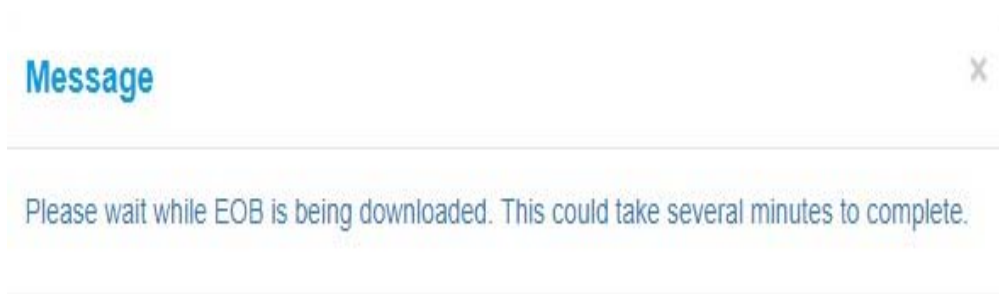 Message
Please wait while EOB is being downloaded. This could take several minutes to complete.